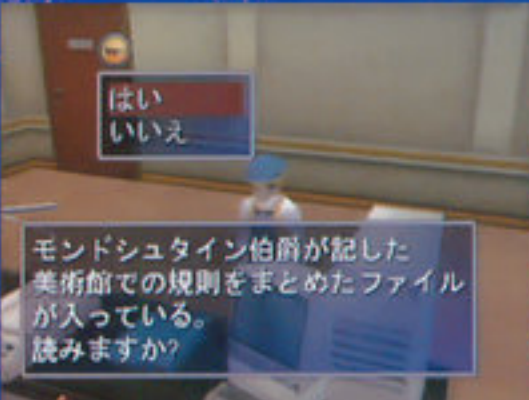 はい
いいえ
モンドシュタイン伯爵が記した
美術館での規則をまとめたファイル
が入っている。
読みますか?